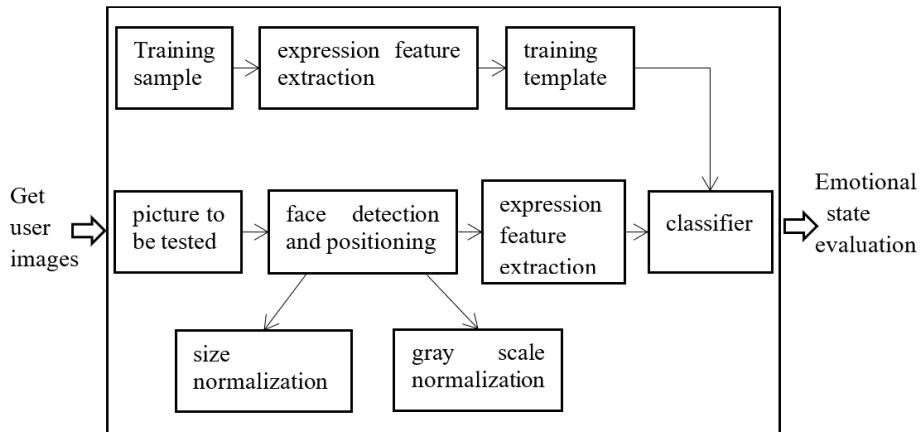 Training
sample
expression feature
extraction
training
template
Get
user
images
picture to
be tested
face detection
and positioning
expression
feature
extraction
classifier
Emotional
state
evaluation
size
normalization
gray scale
normalization